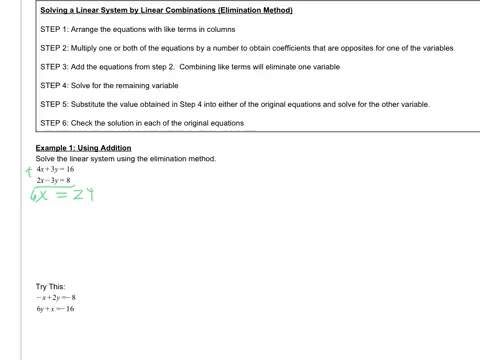 Solving a Linear System by Linear Combinations (Elimination Method)
STEP 1: Arrange the equations with like terms in columns
STEP 2: Multiply one or both of the equations by a number to obtain coefficients that are opposites for one of the variables
STEP 3: Add the equations from step 2. Combining like terms will eliminate one variable
STEP 4: Solve for the remaining variable
STEP 5: Substitute the value obtained in Step 4 into either of the original equations and solve for the other variable.
STEP 6: Check the solution in each of the original equations
Example 1: Using Addition
Solve the linear system using the elimination method.
+ 4x+3y=16
2x−3y=8
6x = 24
Try This:
−x+2y=−8
6y+x=−16